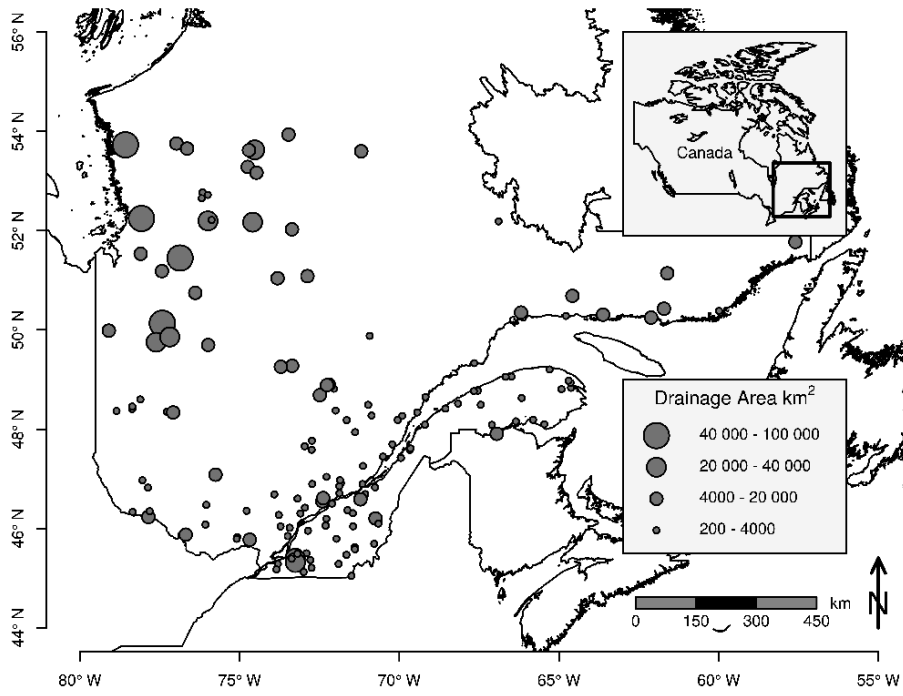 56° N
54° N
52° N
50° N
48° N
46° N
44° N
Canada
Drainage Area km²
40 000 - 100 000
20 000 - 40 000
4000 - 20 000
200 - 4000
km
0 150 300 450
N
80° W 75° W 70° W 65° W 60° W 55° W